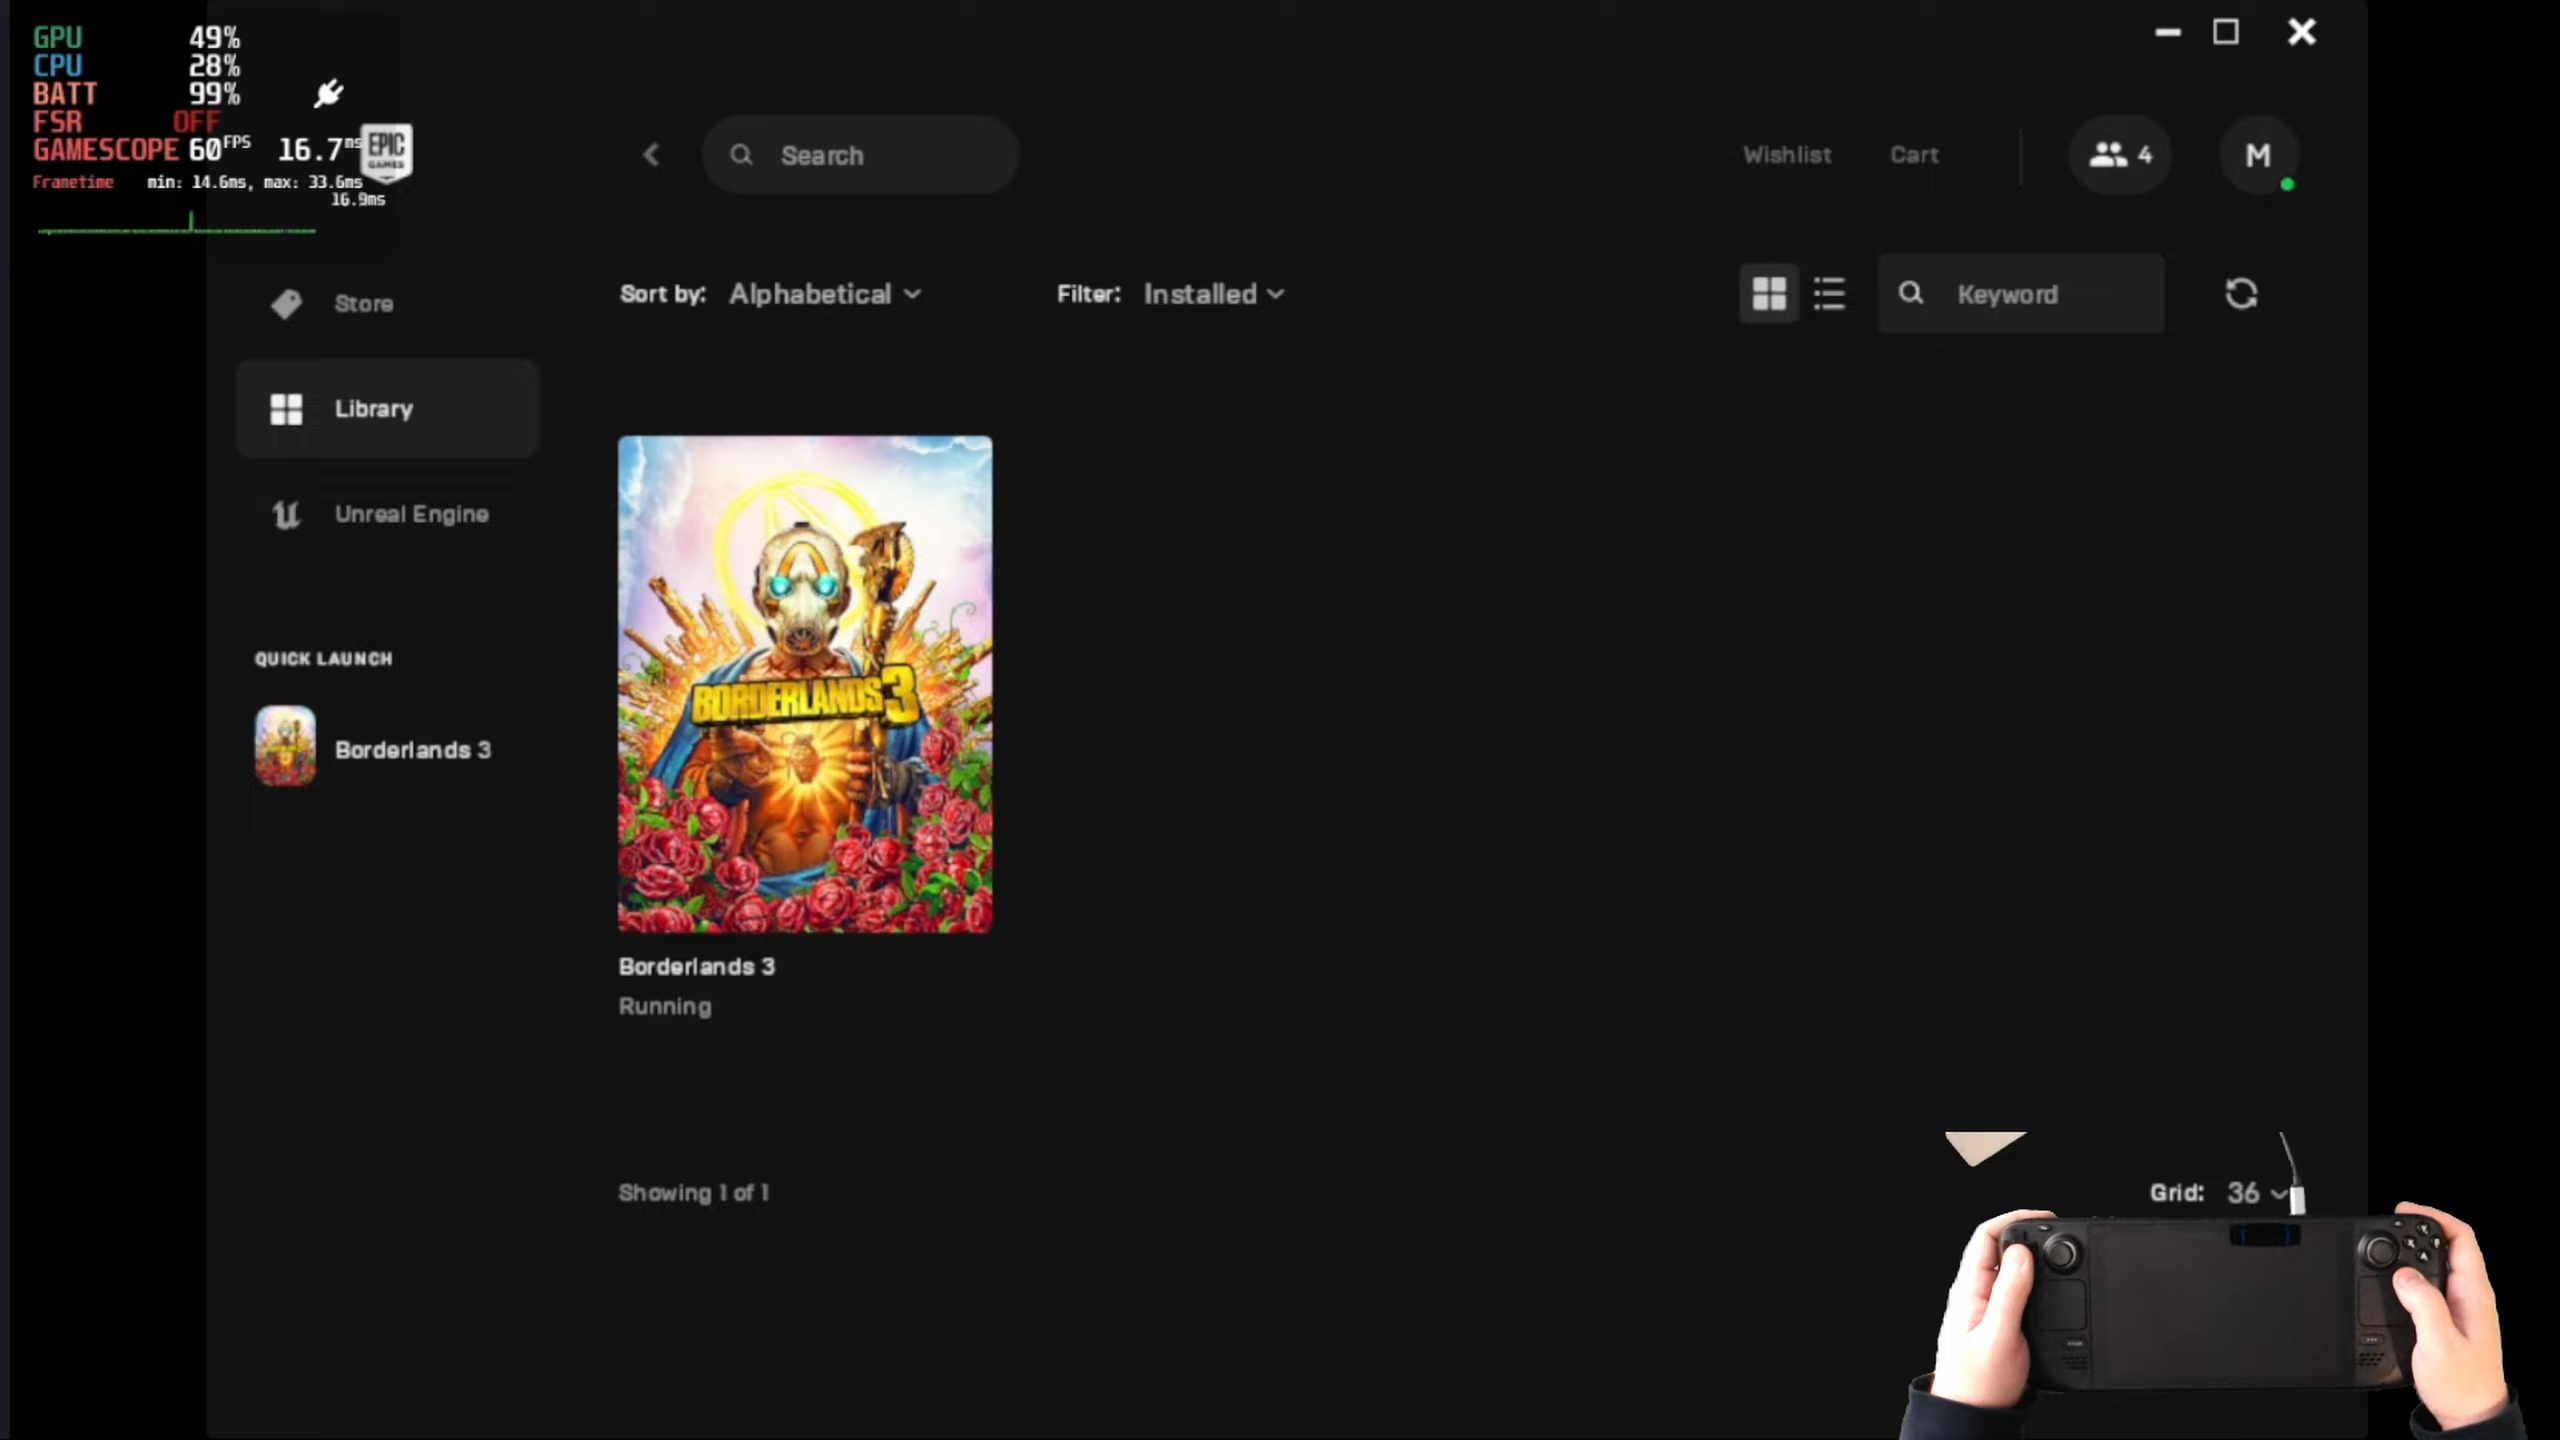 GPU 49%
CPU 28%
BATT 99%
FSR OFF
GAMESCOPE 60 FPS 16.7ms
Frametime min: 14.6ms, max: 33.6ms
16.9ms
EPIC
GAMES
Search
Wishlist
Cart
4
M
Sort by: Alphabetical
Filter: Installed
Keyword
Store
Library
Unreal Engine
QUICK LAUNCH
Borderlands 3
BORDERLANDS 3
Borderlands 3
Running
Showing 1 of 1
Grid: 36